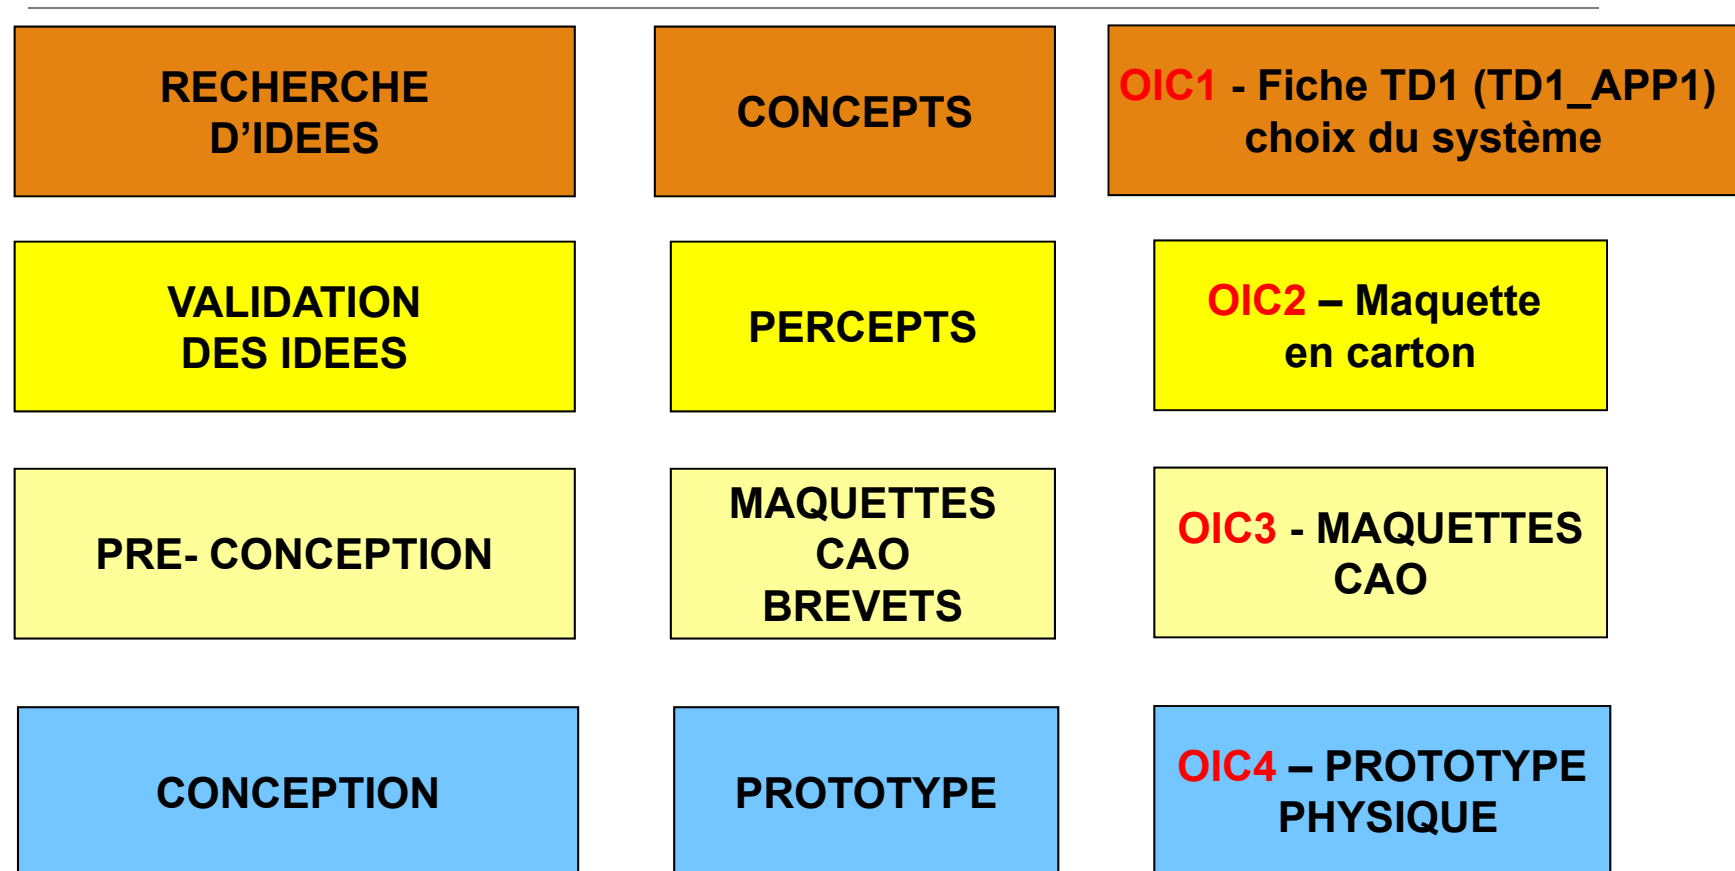 RECHERCHE
D’IDEES
CONCEPTS
OIC1 - Fiche TD1 (TD1_APP1)
choix du système
VALIDATION
DES IDEES
PERCEPTS
OIC2 – Maquette
en carton
PRE- CONCEPTION
MAQUETTES
CAO
BREVETS
OIC3 - MAQUETTES
CAO
CONCEPTION
PROTOTYPE
OIC4 – PROTOTYPE
PHYSIQUE